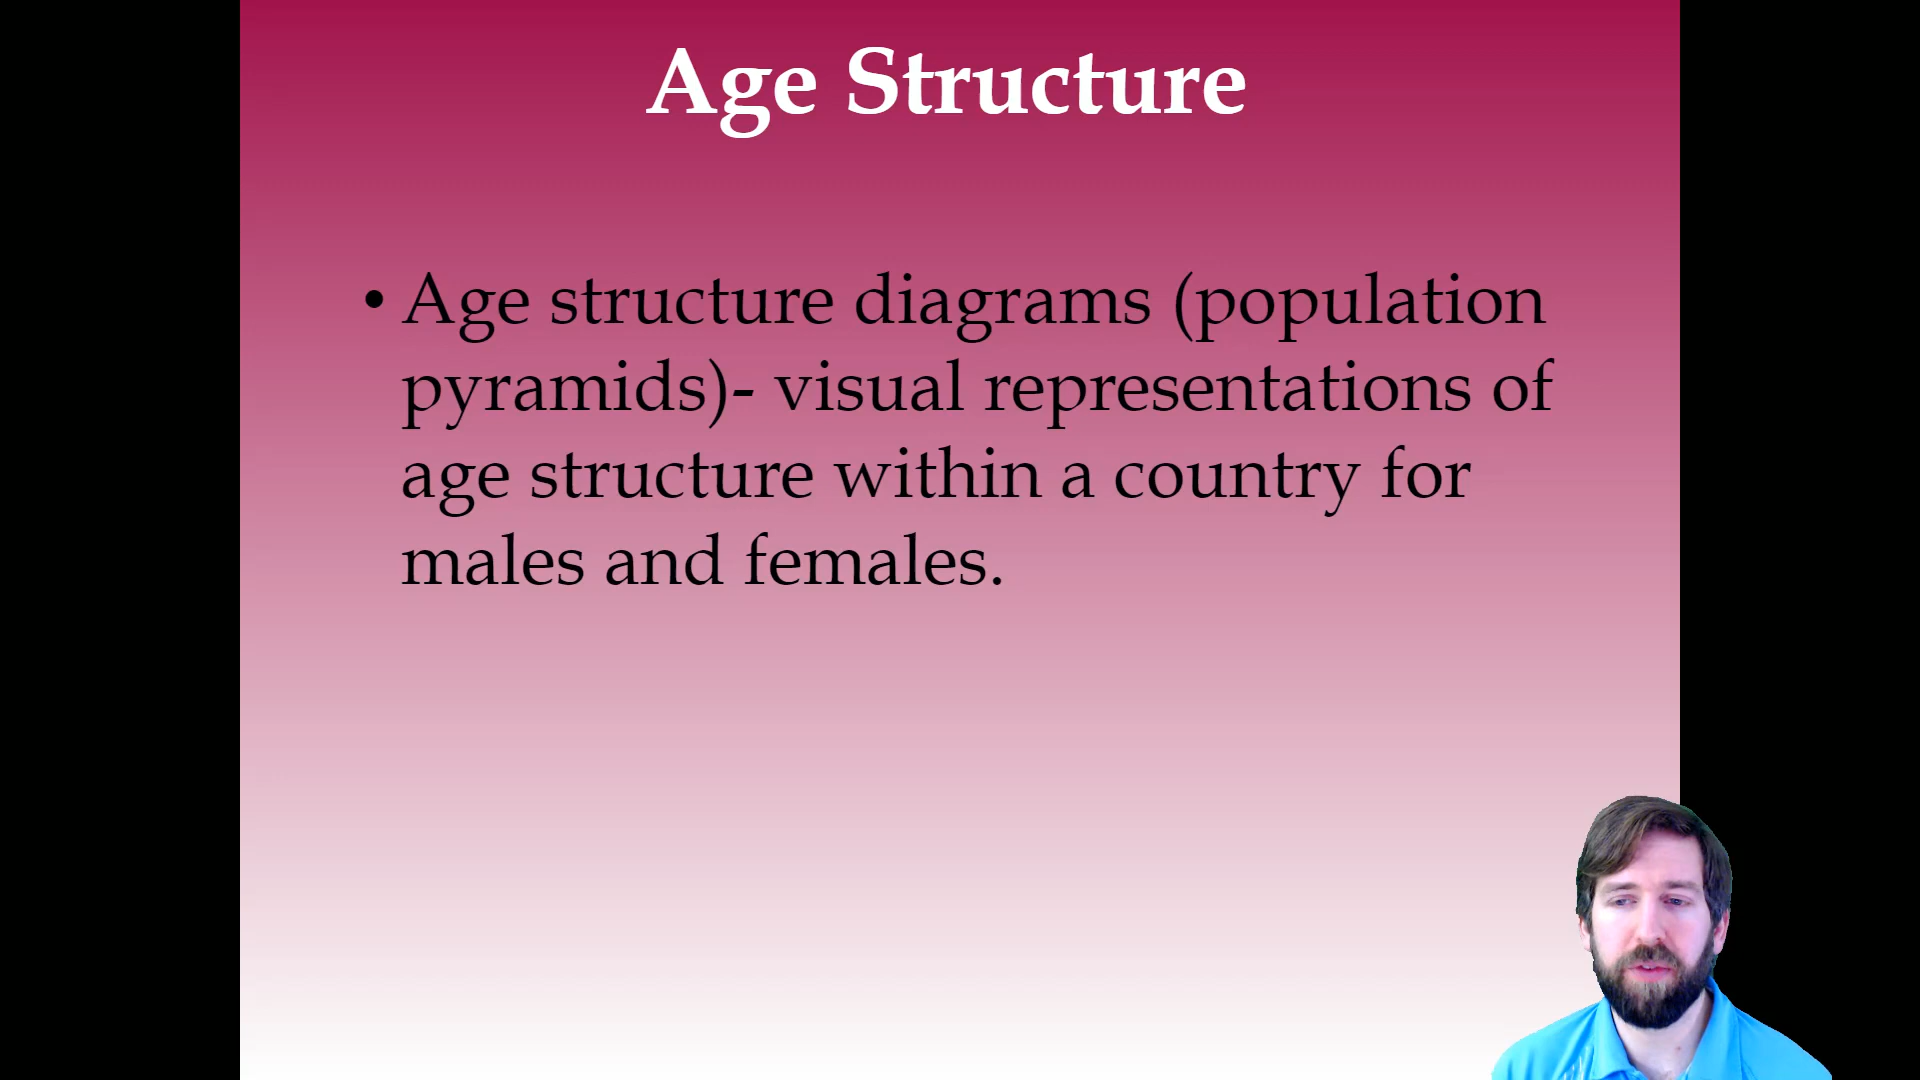 Age Structure
• Age structure diagrams (population
pyramids)- visual representations of
age structure within a country for
males and females.